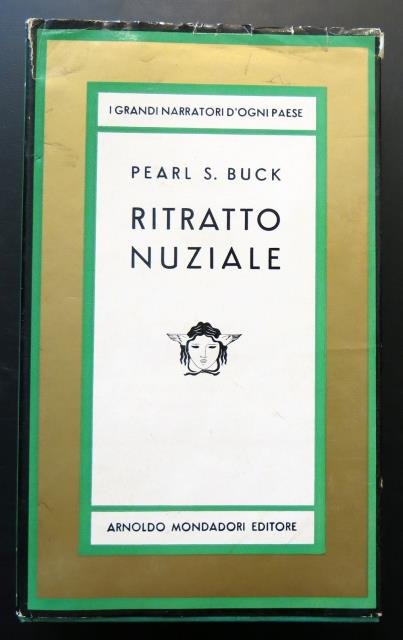 I GRANDI NARRATORI D'OGNI PAESE
PEARL S. BUCK
RITRATTO
NUZIALE
ARNOLDO MONDADORI EDITORE